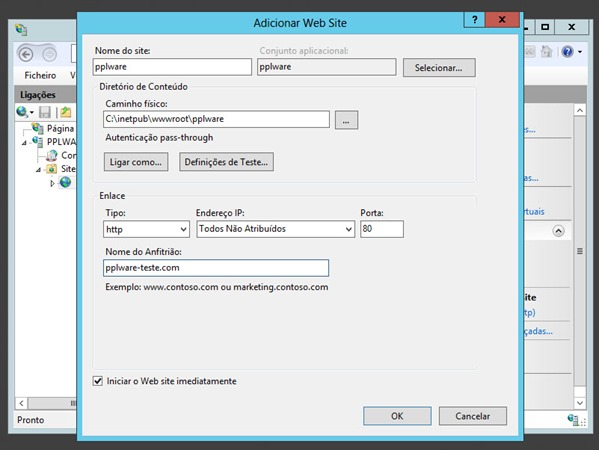 Adicionar Web Site
?
x
Nome do site:
Conjunto aplicacional:
pplware
pplware
Selecionar...
Diretório de Conteúdo
Caminho físico:
C:\inetpub\wwwroot\pplware
...
Autenticação pass-through
Ligar como...
Definições de Teste...
Enlace
Tipo:
Endereço IP:
Porta:
http
Todos Não Atribuídos
80
Nome do Anfitrião:
pplware-teste.com
Exemplo: www.contoso.com ou marketing.contoso.com
Iniciar o Web site imediatamente
OK
Cancelar
Ficheiro
V
Ligações
Página
PPLWA
Con
Site
Pronto
s...
as...
rtuais
ite
tp)
çadas...